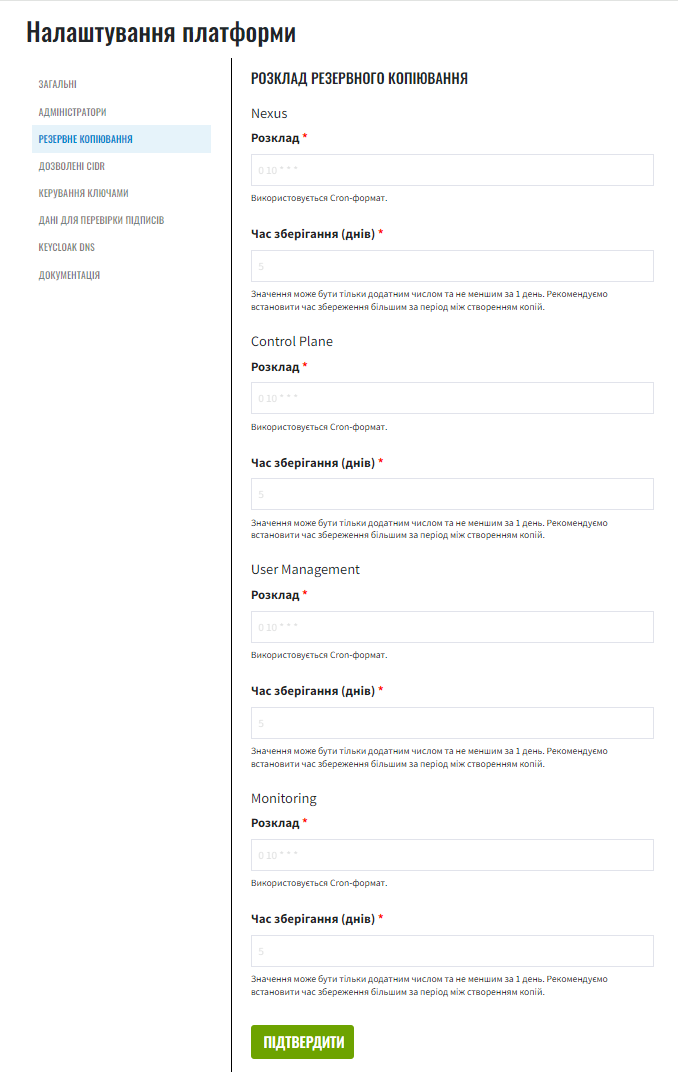 Налаштування платформи
ЗАГАЛЬНІ
АДМІНІСТРАТОРИ
РЕЗЕРВНЕ КОПІЮВАННЯ
ДОЗВОЛЕНІ CIDR
КЕРУВАННЯ КЛЮЧАМИ
ДАНІ ДЛЯ ПЕРЕВІРКИ ПІДПИСІВ
KEYCLOAK DNS
ДОКУМЕНТАЦІЯ
РОЗКЛАД РЕЗЕРВНОГО КОПІЮВАННЯ
Nexus
Розклад *
0 10 * * *
Використовується Cron-формат.
Час зберігання (днів) *
5
Значення може бути тільки додатним числом та не меншим за 1 день. Рекомендуємо
встановити час збереження більшим за період між створенням копій.
Control Plane
Розклад *
0 10 * * *
Використовується Cron-формат.
Час зберігання (днів) *
5
Значення може бути тільки додатним числом та не меншим за 1 день. Рекомендуємо
встановити час збереження більшим за період між створенням копій.
User Management
Розклад *
0 10 * * *
Використовується Cron-формат.
Час зберігання (днів) *
5
Значення може бути тільки додатним числом та не меншим за 1 день. Рекомендуємо
встановити час збереження більшим за період між створенням копій.
Monitoring
Розклад *
0 10 * * *
Використовується Cron-формат.
Час зберігання (днів) *
5
Значення може бути тільки додатним числом та не меншим за 1 день. Рекомендуємо
встановити час збереження більшим за період між створенням копій.
ПІДТВЕРДИТИ